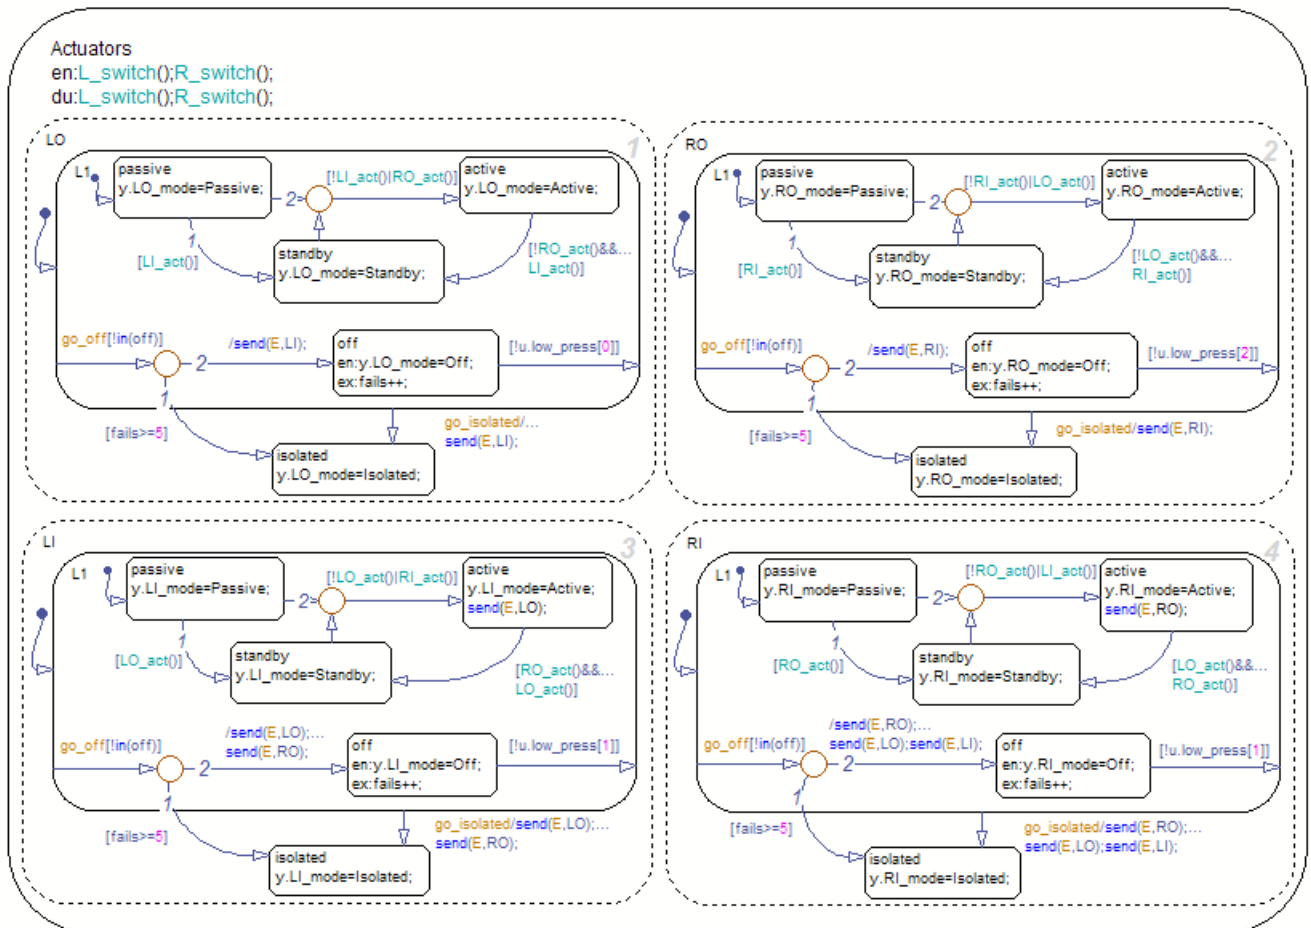 Actuators
en:L_switch();R_switch();
du:L_switch();R_switch();
LO
1
L1
passive
y.LO_mode=Passive;
2
[!LI_act()|RO_act()]
active
y.LO_mode=Active;
1
[LI_act()]
standby
y.LO_mode=Standby;
[!RO_act()&&...
LI_act()]
go_off[!in(off)]
2
/send(E,LI);
off
en:y.LO_mode=Off;
ex:fails++;
[!u.low_press[0]]
1
[fails>=5]
go_isolated/...
send(E,LI);
isolated
y.LO_mode=Isolated;
RO
2
L1
passive
y.RO_mode=Passive;
2
[!RI_act()|LO_act()]
active
y.RO_mode=Active;
1
[RI_act()]
standby
y.RO_mode=Standby;
[!LO_act()&&...
RI_act()]
go_off[!in(off)]
2
/send(E,RI);
off
en:y.RO_mode=Off;
ex:fails++;
[!u.low_press[2]]
1
[fails>=5]
go_isolated/send(E,RI);
isolated
y.RO_mode=Isolated;
LI
3
L1
passive
y.LI_mode=Passive;
2
[!LO_act()|RI_act()]
active
y.LI_mode=Active;
send(E,LO);
1
[LO_act()]
standby
y.LI_mode=Standby;
[RO_act()&&...
LO_act()]
go_off[!in(off)]
2
/send(E,LO);...
send(E,RO);
off
en:y.LI_mode=Off;
ex:fails++;
[!u.low_press[1]]
1
[fails>=5]
go_isolated/send(E,LO);...
send(E,RO);
isolated
y.LI_mode=Isolated;
RI
4
L1
passive
y.RI_mode=Passive;
2
[!RO_act()|LI_act()]
active
y.RI_mode=Active;
send(E,RO);
1
[RO_act()]
standby
y.RI_mode=Standby;
[LO_act()&&...
RO_act()]
go_off[!in(off)]
2
/send(E,RO);...
send(E,LO);send(E,LI);
off
en:y.RI_mode=Off;
ex:fails++;
[!u.low_press[1]]
1
[fails>=5]
go_isolated/send(E,RO);...
send(E,LO);send(E,LI);
isolated
y.RI_mode=Isolated;